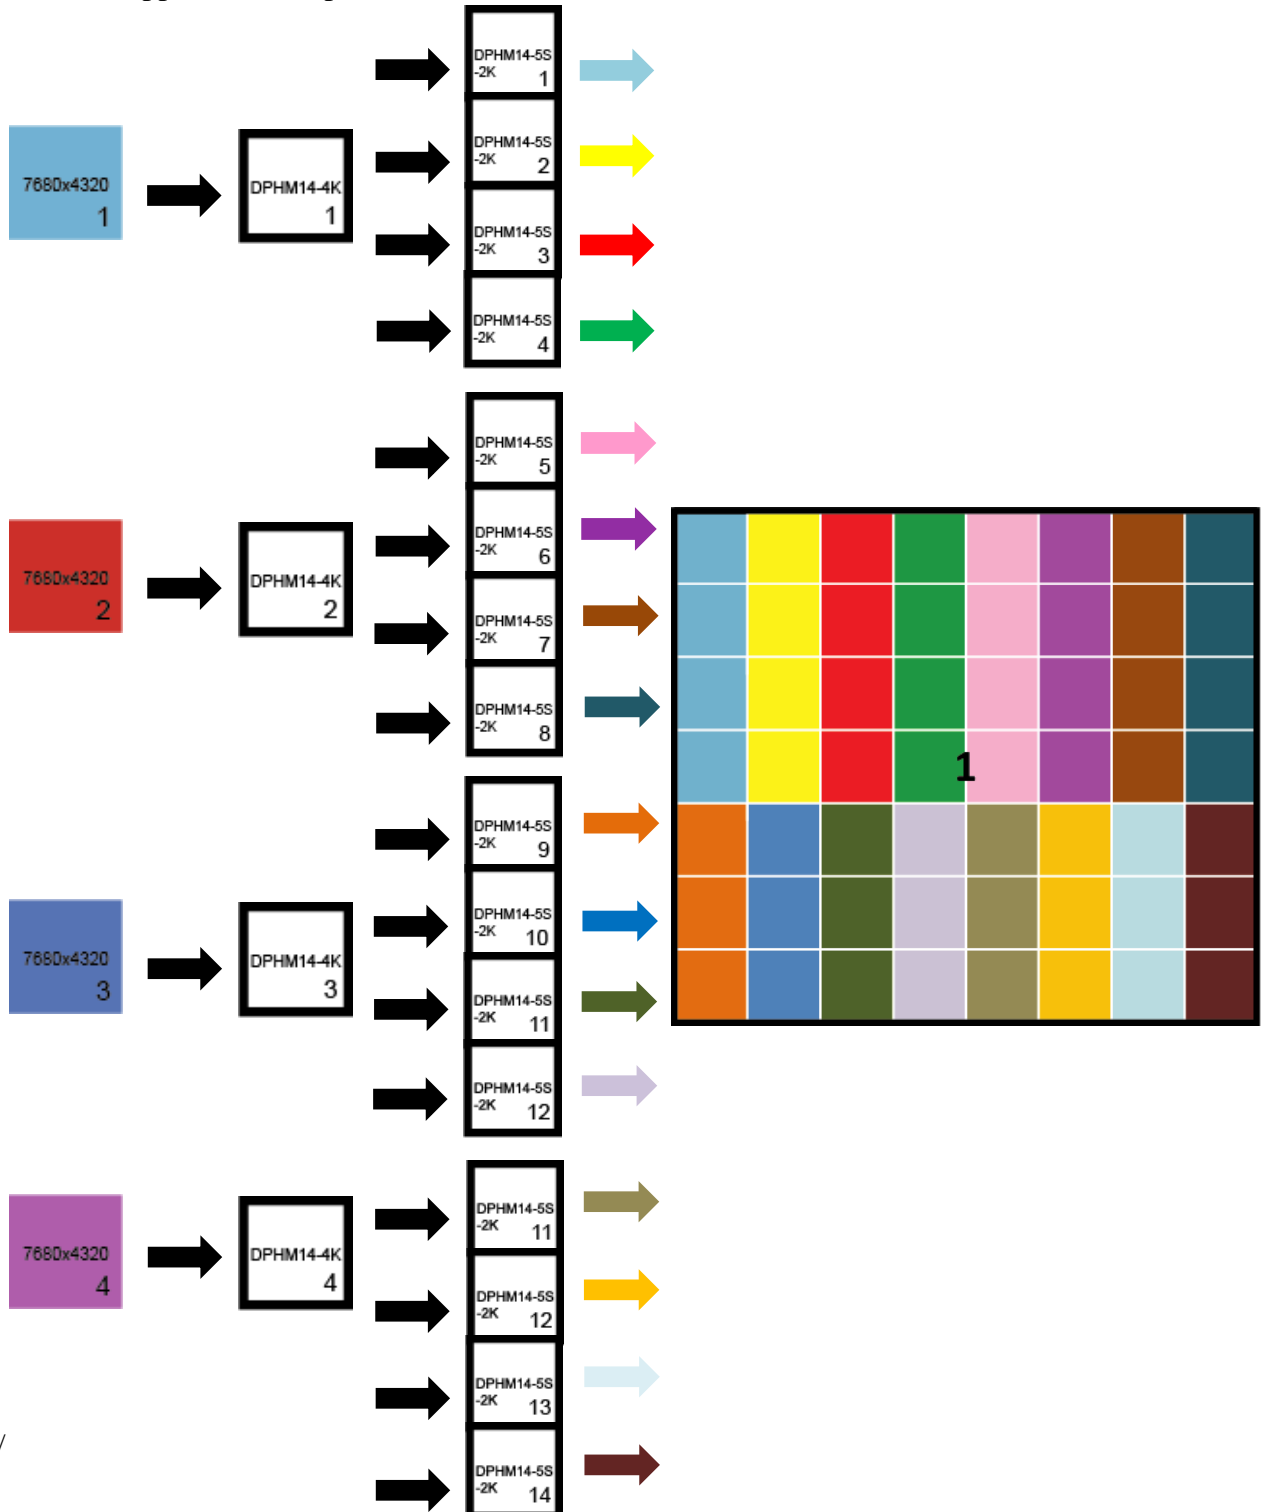 DPHM14-5S
-2K 1
DPHM14-5S
-2K 2
7680x4320
1
DPHM14-4K
1
DPHM14-5S
-2K 3
DPHM14-5S
-2K 4
DPHM14-5S
-2K 5
DPHM14-5S
-2K 6
7680x4320
2
DPHM14-4K
2
DPHM14-5S
-2K 7
DPHM14-5S
-2K 8
1
DPHM14-5S
-2K 9
DPHM14-5S
-2K 10
7680x4320
3
DPHM14-4K
3
DPHM14-5S
-2K 11
DPHM14-5S
-2K 12
DPHM14-5S
-2K 11
7680x4320
4
DPHM14-4K
4
DPHM14-5S
-2K 12
DPHM14-5S
-2K 13
/
DPHM14-5S
-2K 14